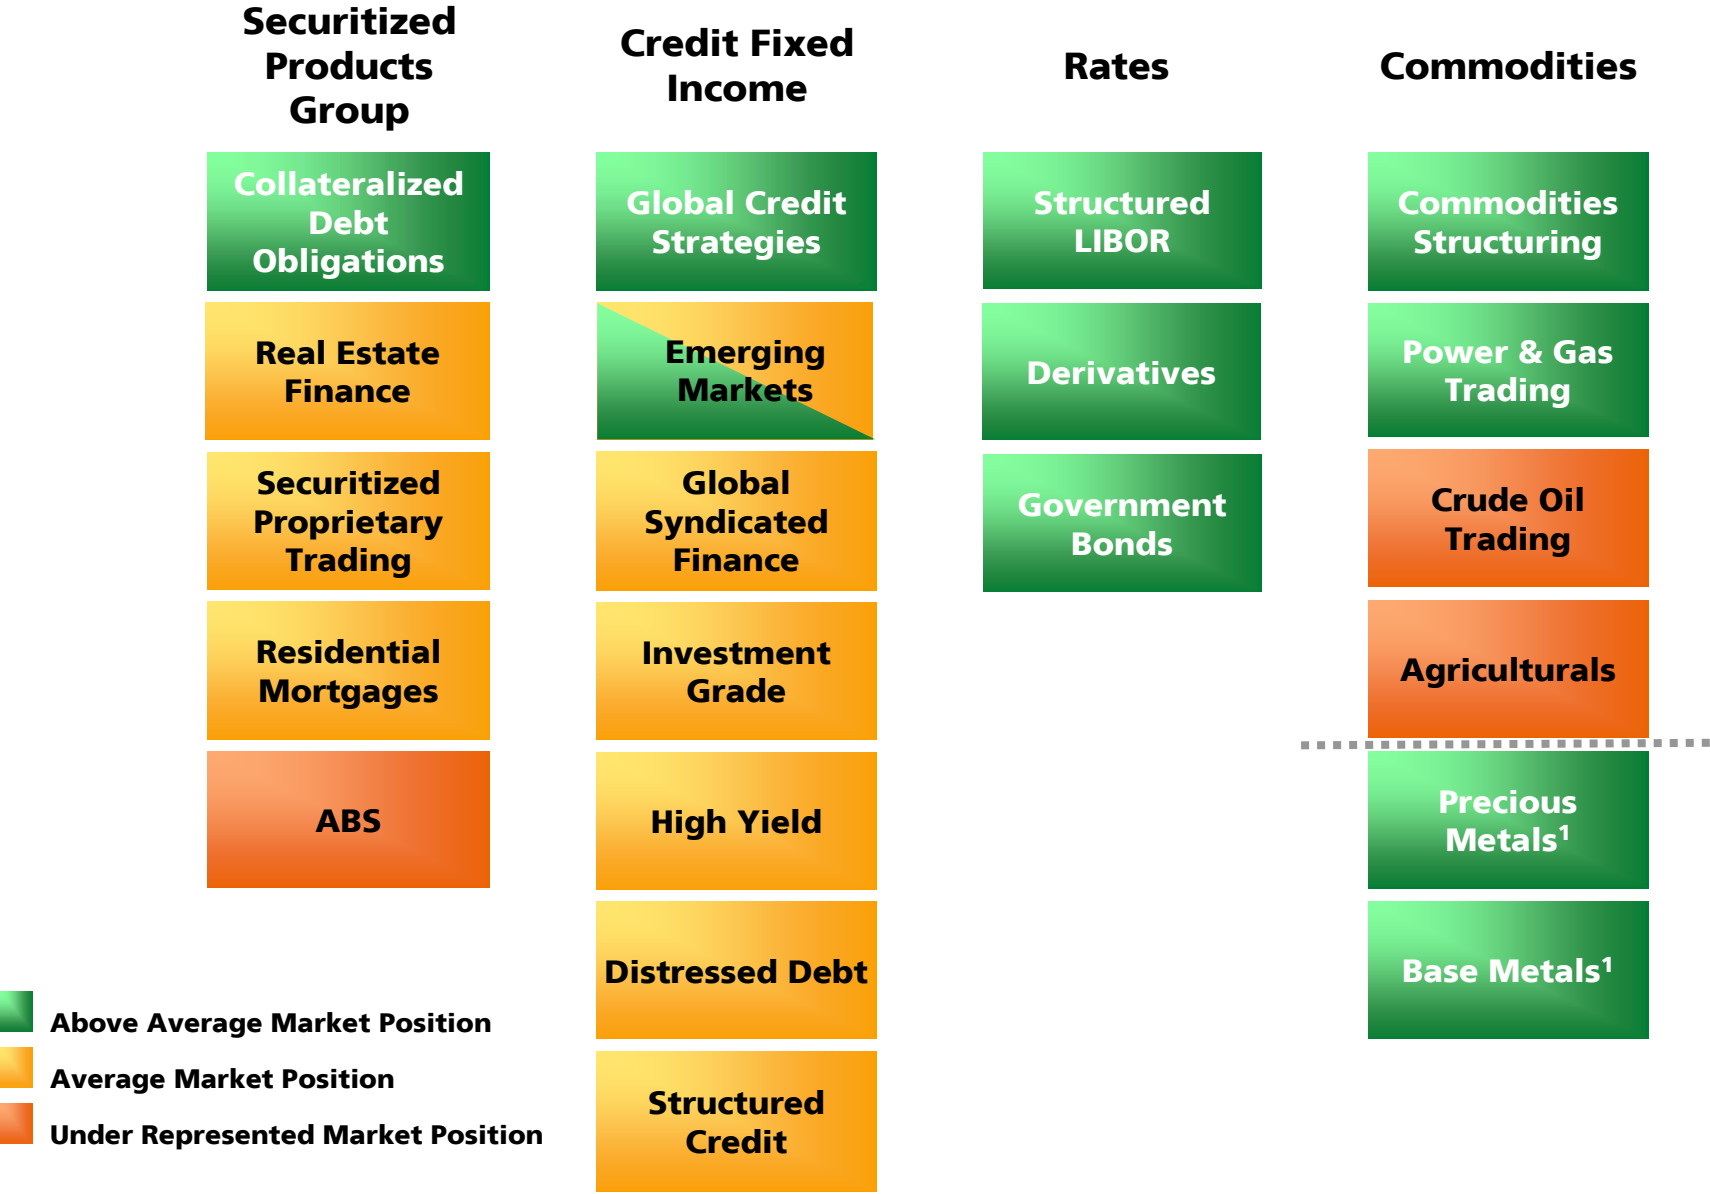 Securitized
Products
Group
Collateralized
Debt
Obligations
Real Estate
Finance
Securitized
Proprietary
Trading
Residential
Mortgages
ABS
Credit Fixed
Income
Global Credit
Strategies
Emerging
Markets
Global
Syndicated
Finance
Investment
Grade
High Yield
Distressed Debt
Structured
Credit
Rates
Structured
LIBOR
Derivatives
Government
Bonds
Commodities
Commodities
Structuring
Power & Gas
Trading
Crude Oil
Trading
Agriculturals
Precious
Metals¹
Base Metals¹
Above Average Market Position
Average Market Position
Under Represented Market Position